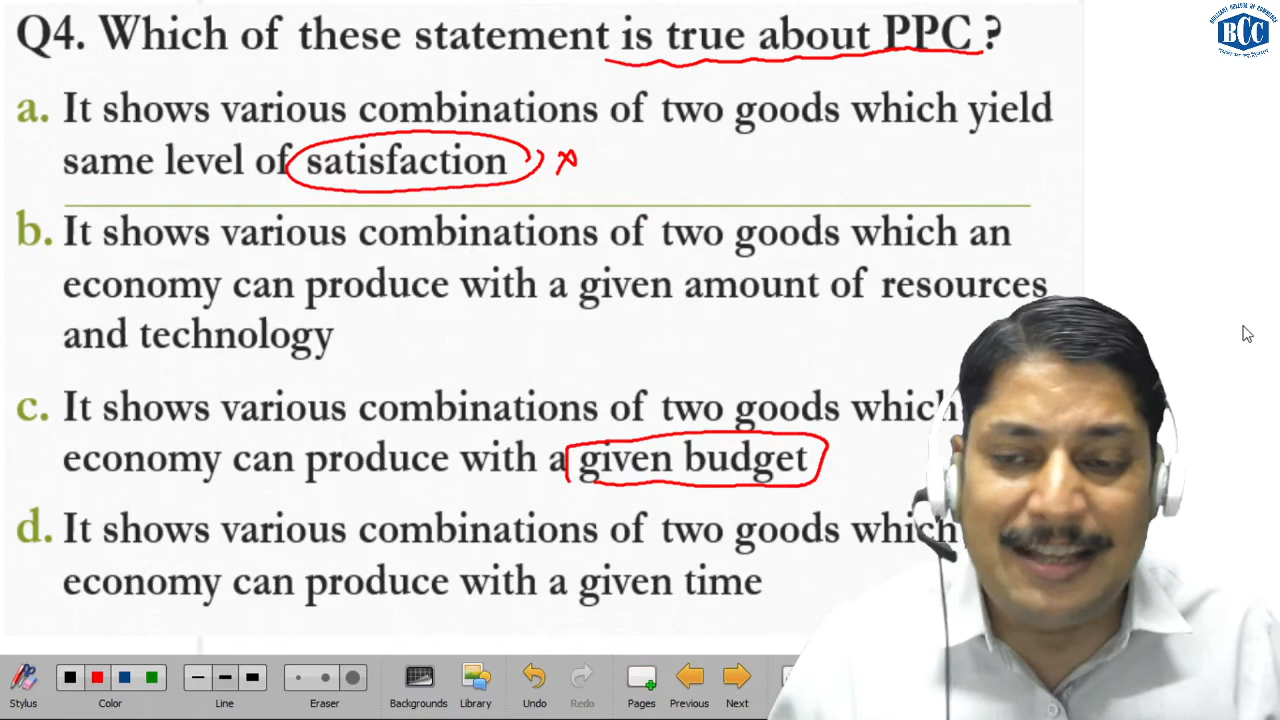 Q4. Which of these statement is true about PPC ?
BCC
a. It shows various combinations of two goods which yield
same level of satisfaction
b. It shows various combinations of two goods which an
economy can produce with a given amount of resources
and technology
c. It shows various combinations of two goods which
economy can produce with a given budget
d. It shows various combinations of two goods which
economy can produce with a given time
Stylus
Color
Line
Eraser
Backgrounds
Library
Undo
Redo
Pages
Previous
Next